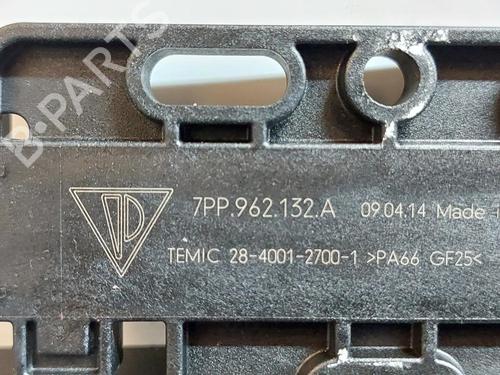 B-PARTS
7PP.962.132.A 09.04.14 Made
TEMIC 28-4001-2700-1 >PA66 GF25<